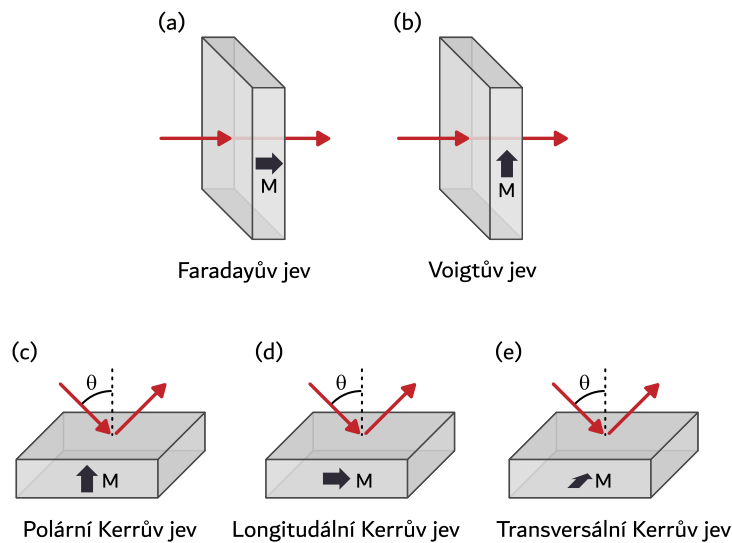 (a)
(b)
M
M
Faradayův jev
Voigtův jev
(c)
(d)
(e)
θ
θ
θ
M
M
M
Polární Kerrův jev
Longitudální Kerrův jev
Transversální Kerrův jev